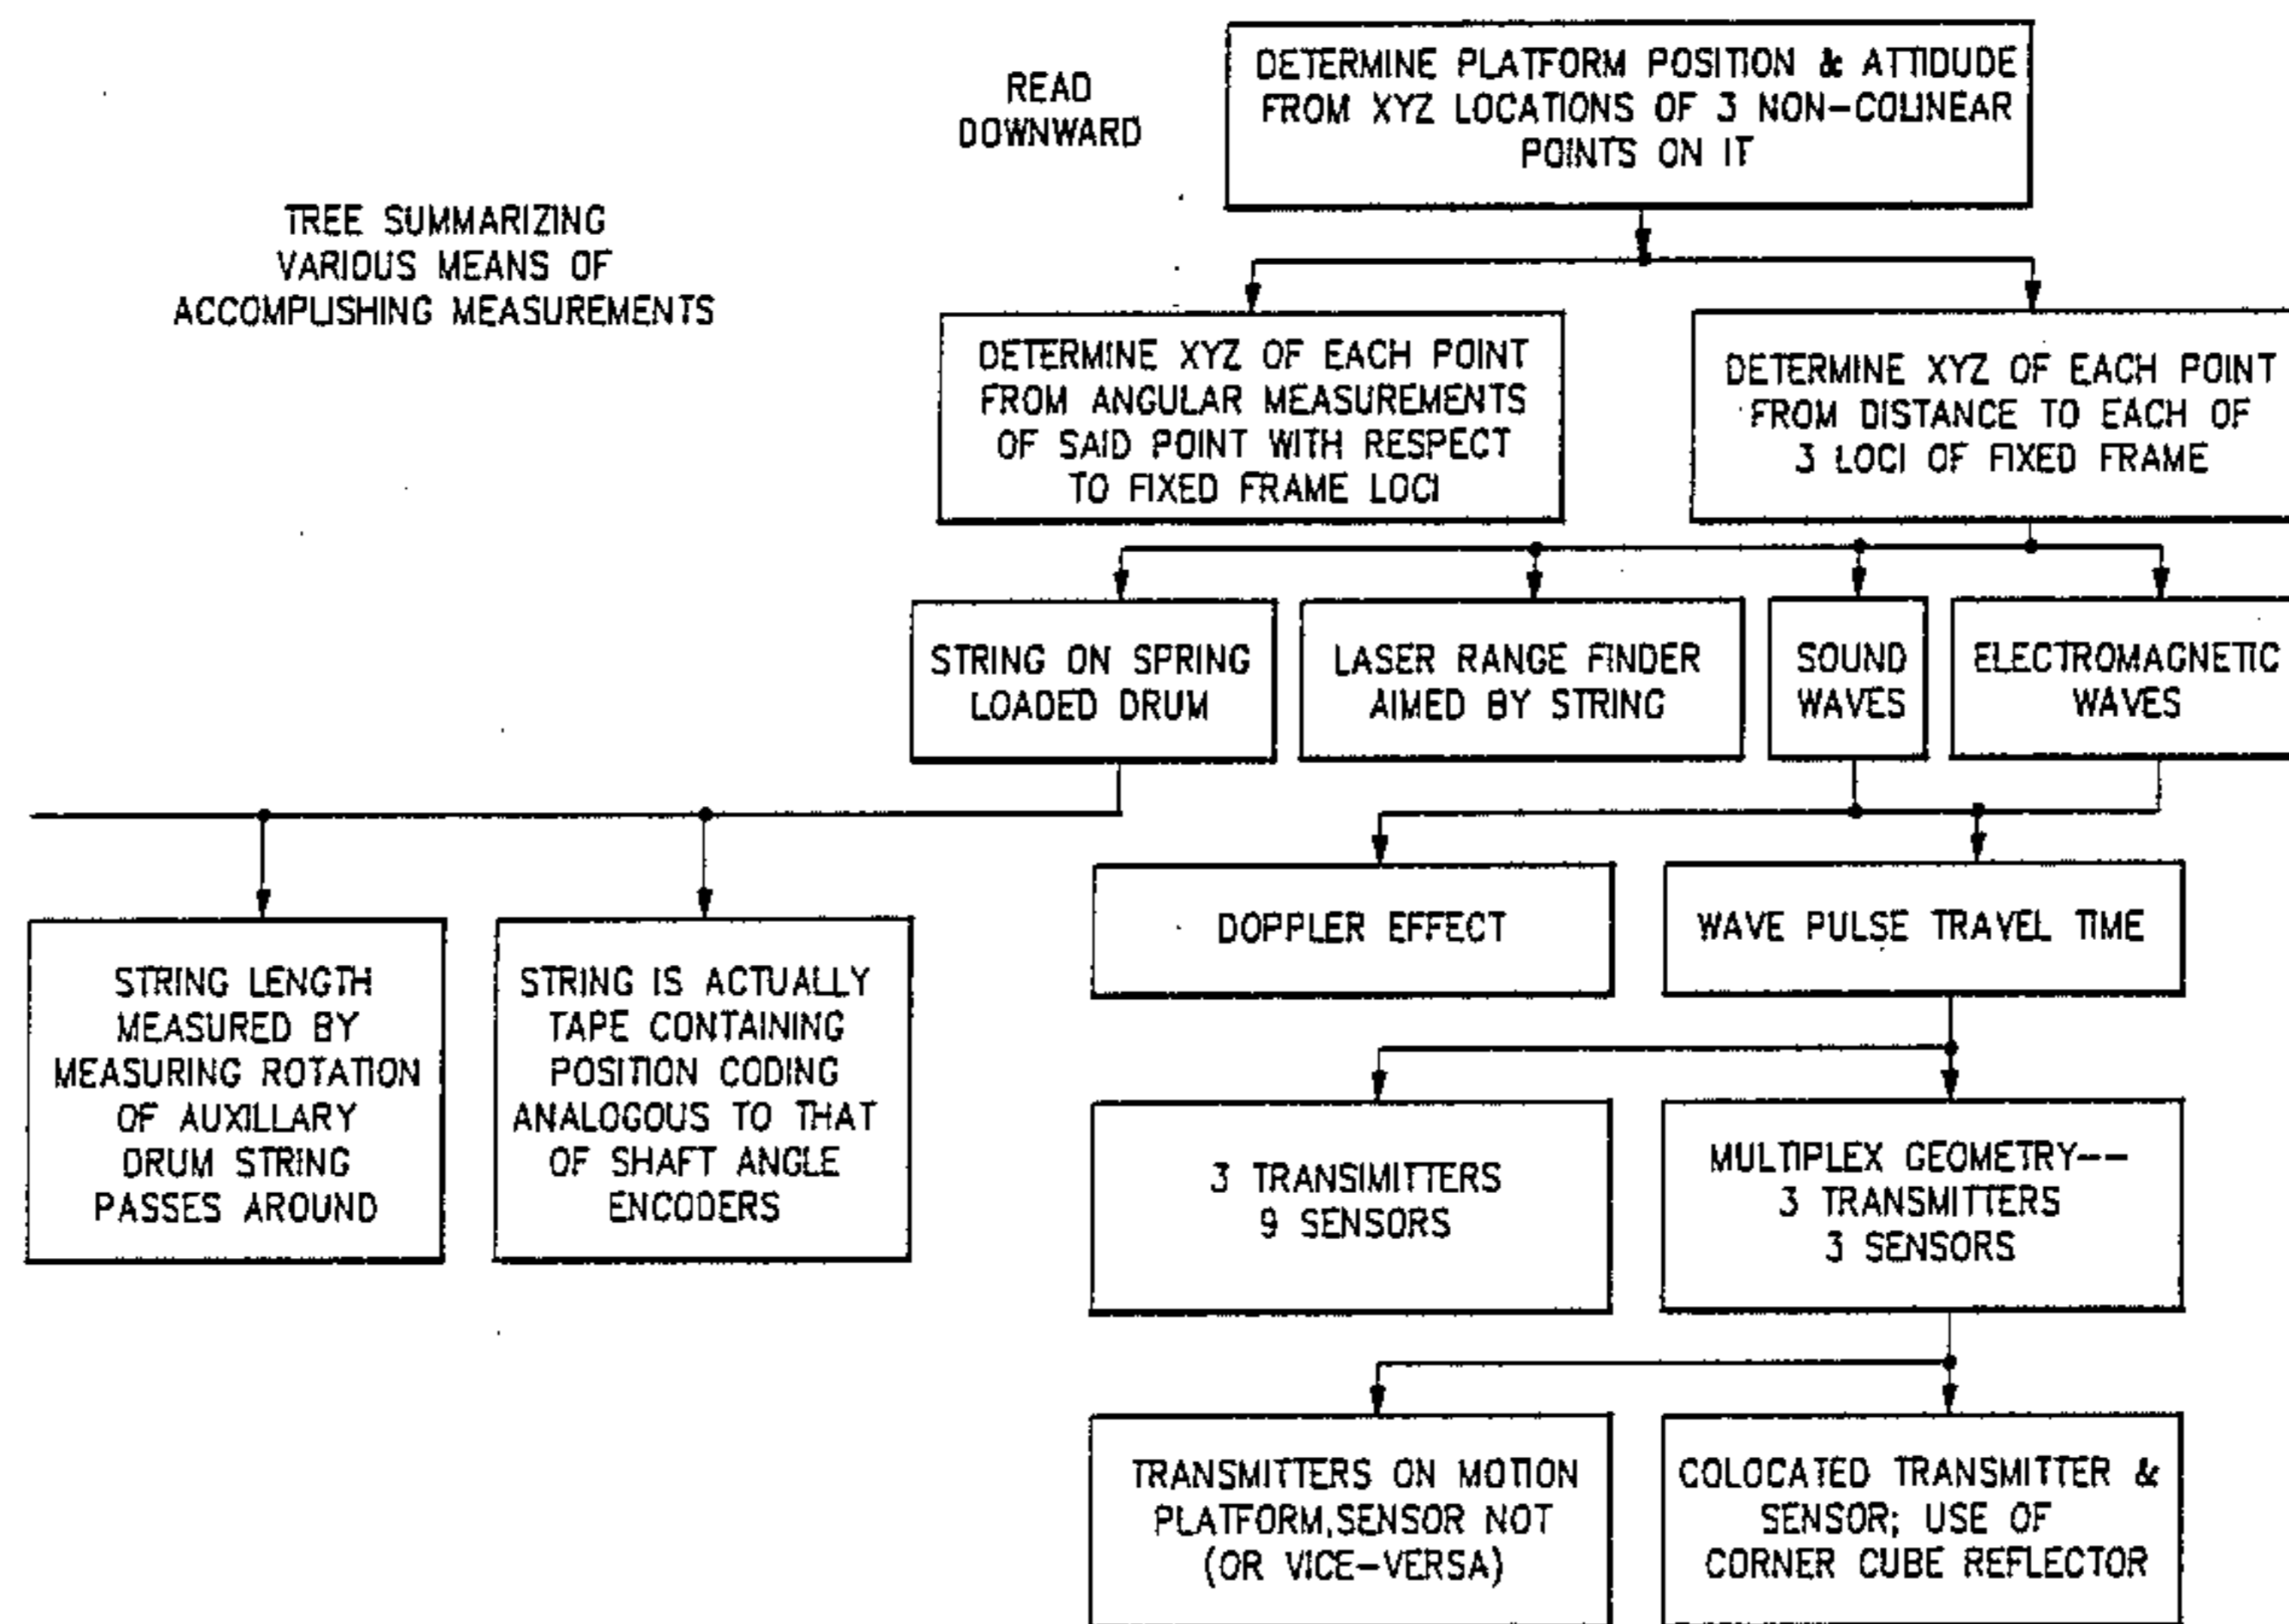 READ
DOWNWARD
DETERMINE PLATFORM POSITION & ATTIDUDE
FROM XYZ LOCATIONS OF 3 NON-COLINEAR
POINTS ON IT
TREE SUMMARIZING
VARIOUS MEANS OF
ACCOMPLISHING MEASUREMENTS
DETERMINE XYZ OF EACH POINT
FROM ANGULAR MEASUREMENTS
OF SAID POINT WITH RESPECT
TO FIXED FRAME LOCI
DETERMINE XYZ OF EACH POINT
FROM DISTANCE TO EACH OF
3 LOCI OF FIXED FRAME
STRING ON SPRING
LOADED DRUM
LASER RANGE FINDER
AIMED BY STRING
SOUND
WAVES
ELECTROMAGNETIC
WAVES
STRING LENGTH
MEASURED BY
MEASURING ROTATION
OF AUXILLARY
DRUM STRING
PASSES AROUND
STRING IS ACTUALLY
TAPE CONTAINING
POSITION CODING
ANALOGOUS TO THAT
OF SHAFT ANGLE
ENCODERS
DOPPLER EFFECT
WAVE PULSE TRAVEL TIME
3 TRANSIMITTERS
9 SENSORS
MULTIPLEX GEOMETRY--
3 TRANSMITTERS
3 SENSORS
TRANSMITTERS ON MOTION
PLATFORM,SENSOR NOT
(OR VICE-VERSA)
COLOCATED TRANSMITTER &
SENSOR; USE OF
CORNER CUBE REFLECTOR